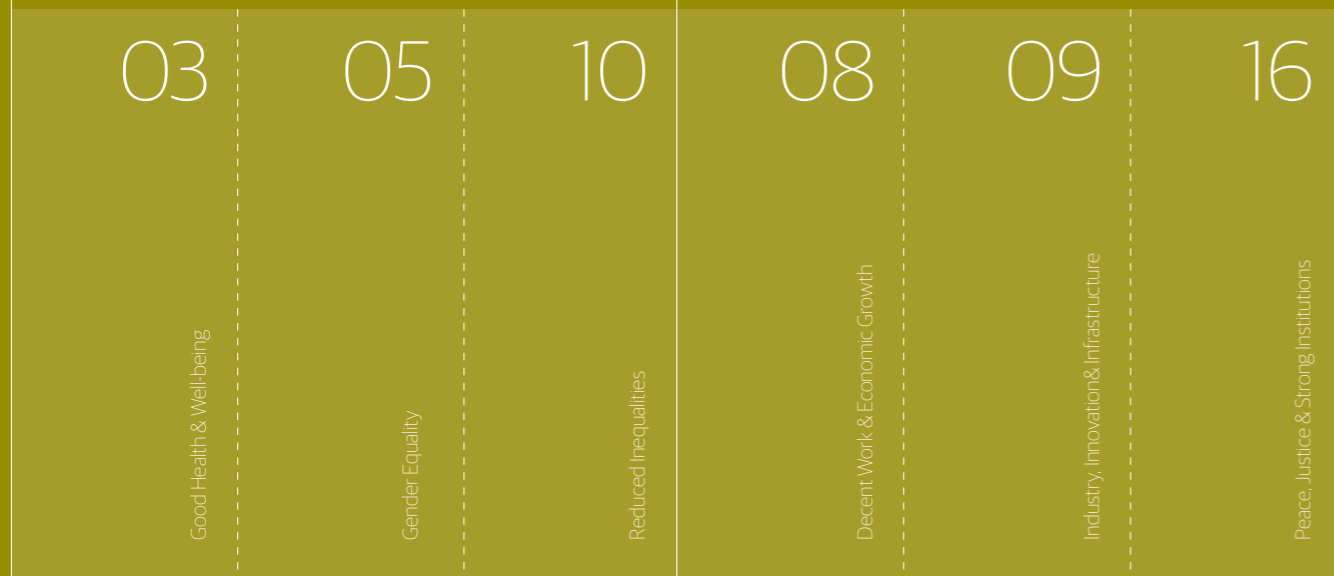 03
Good Health & Well-being
05
Gender Equality
10
Reduced Inequalities
08
Decent Work & Economic Growth
09
Industry, Innovation& Infrastructure
16
Peace, Justice & Strong Institutions